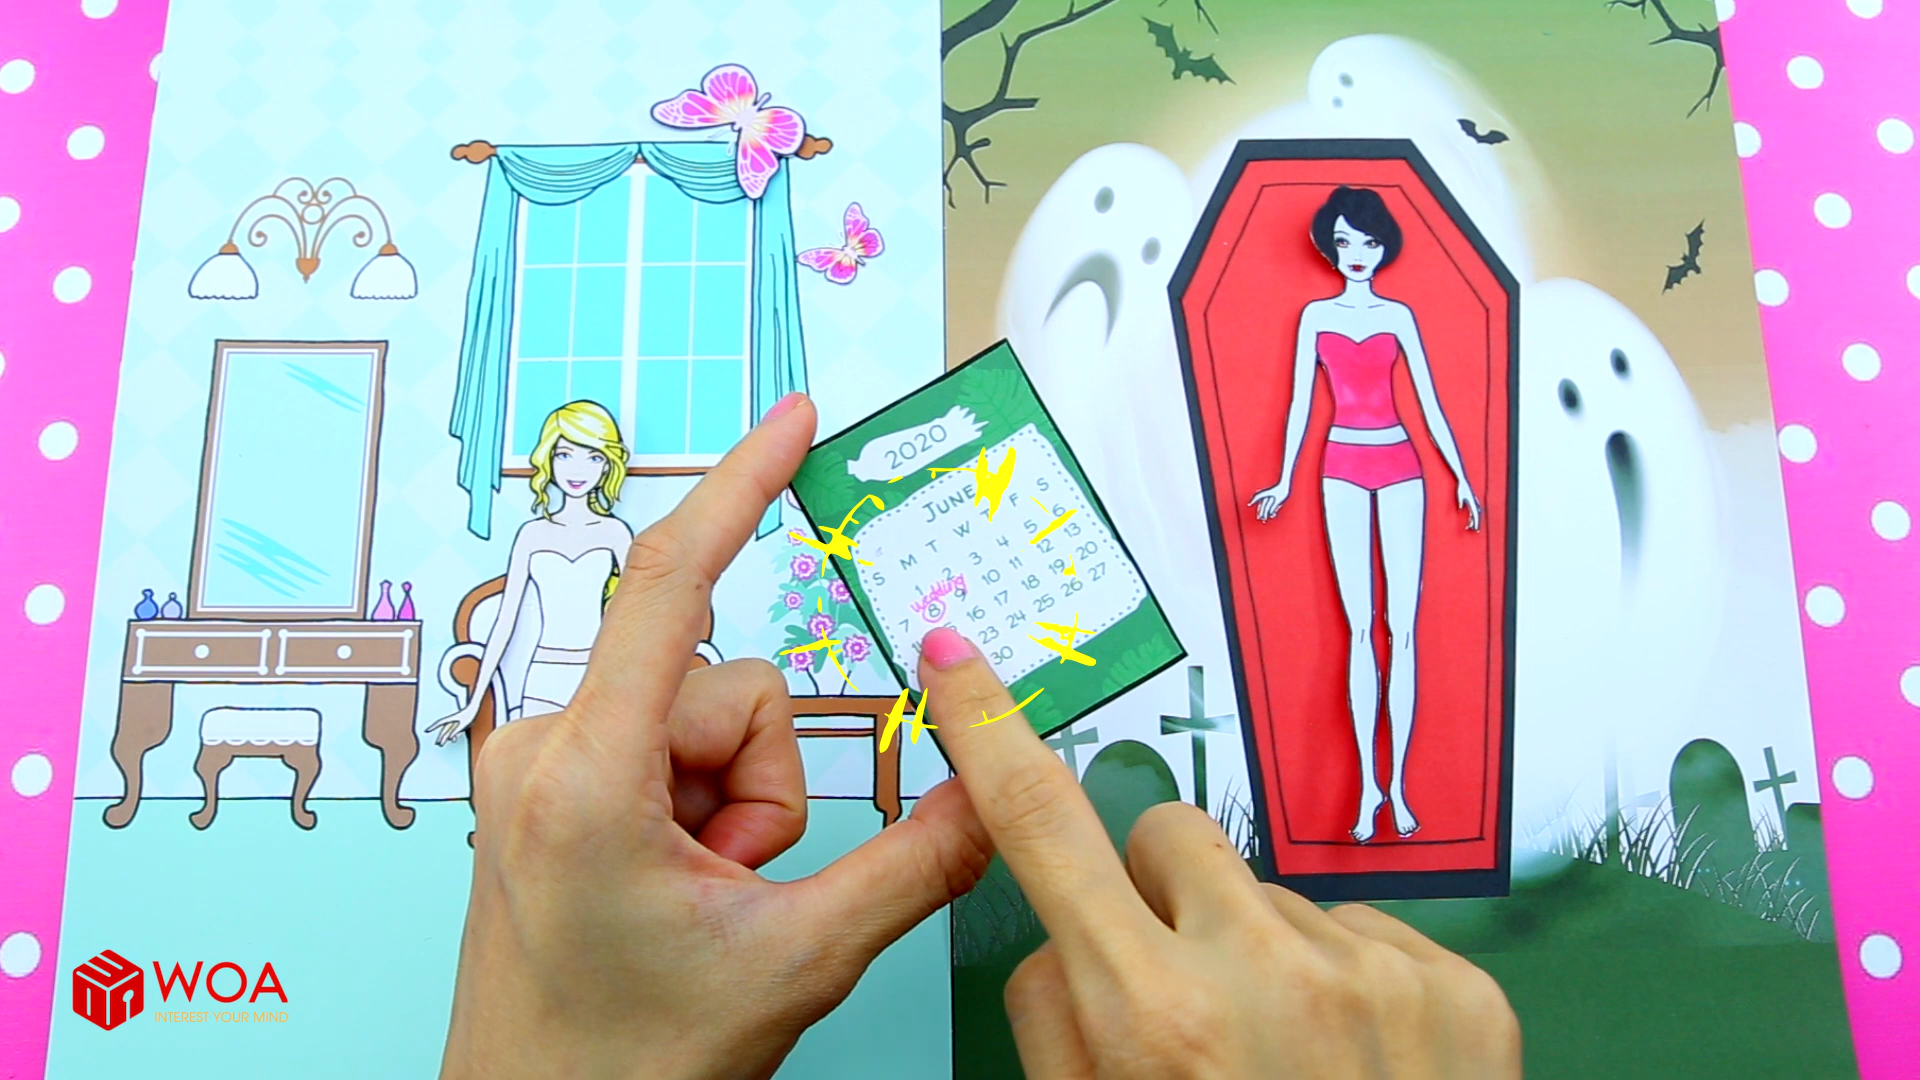 2020
JUNE
S M T W T F S
1 2 3 4 5 6
wedding
7 8 9 10 11 12 13
16 17 18 19 20
23 24 25 26 27
30
WOA
INTEREST YOUR MIND